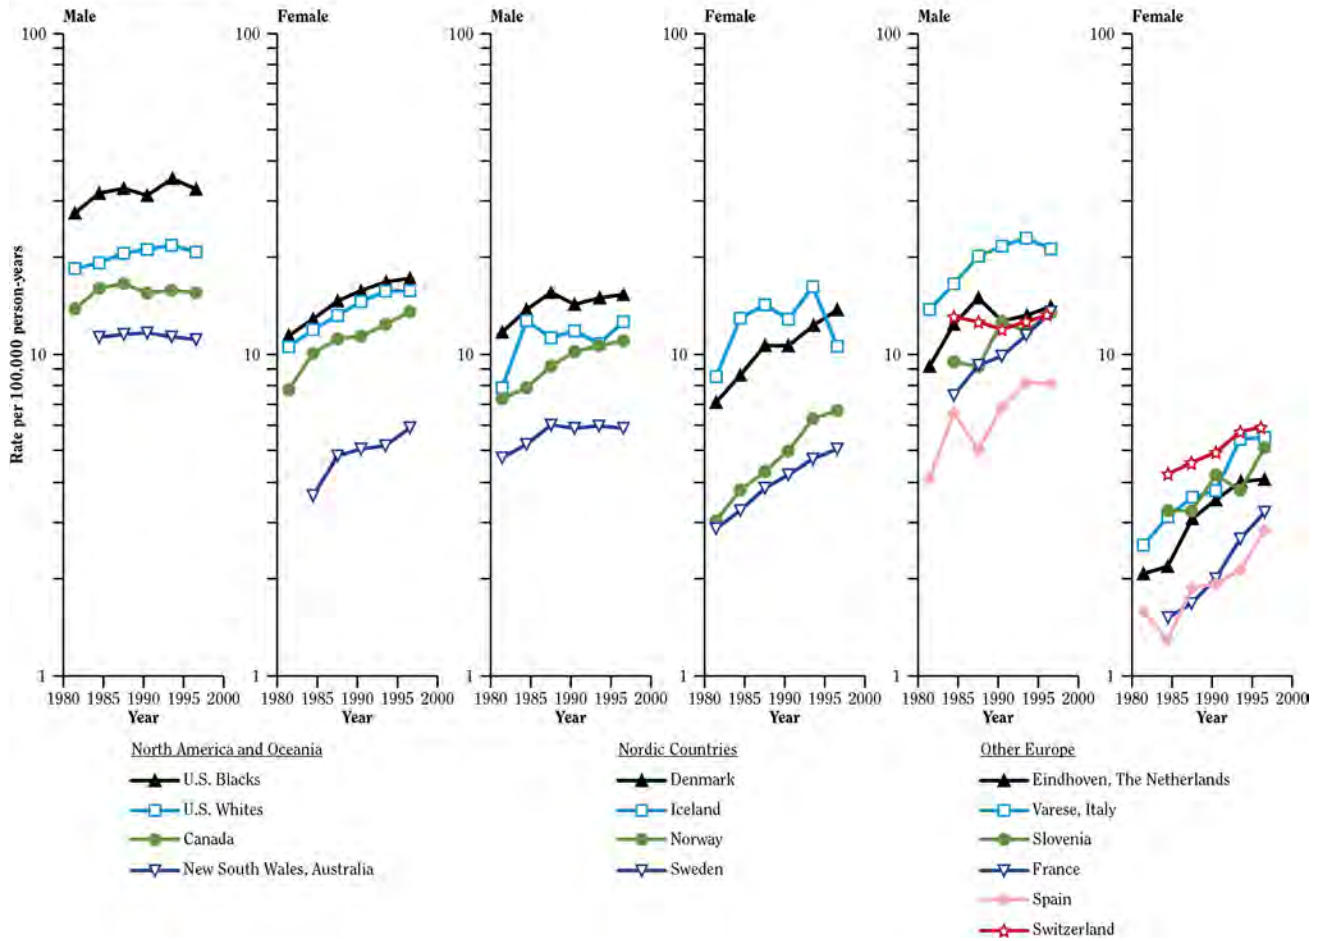 Male Female Male Female Male Female
100 100 100 100 100 100
Rate per 100,000 person-years
10 10 10 10 10 10
1 1 1 1 1 1
1980 1985 1990 1995 2000 1980 1985 1990 1995 2000 1980 1985 1990 1995 2000 1980 1985 1990 1995 2000 1980 1985 1990 1995 2000 1980 1985 1990 1995 2000
Year Year Year Year Year Year
North America and Oceania
U.S. Blacks
U.S. Whites
Canada
New South Wales, Australia
Nordic Countries
Denmark
Iceland
Norway
Sweden
Other Europe
Eindhoven, The Netherlands
Varese, Italy
Slovenia
France
Spain
Switzerland